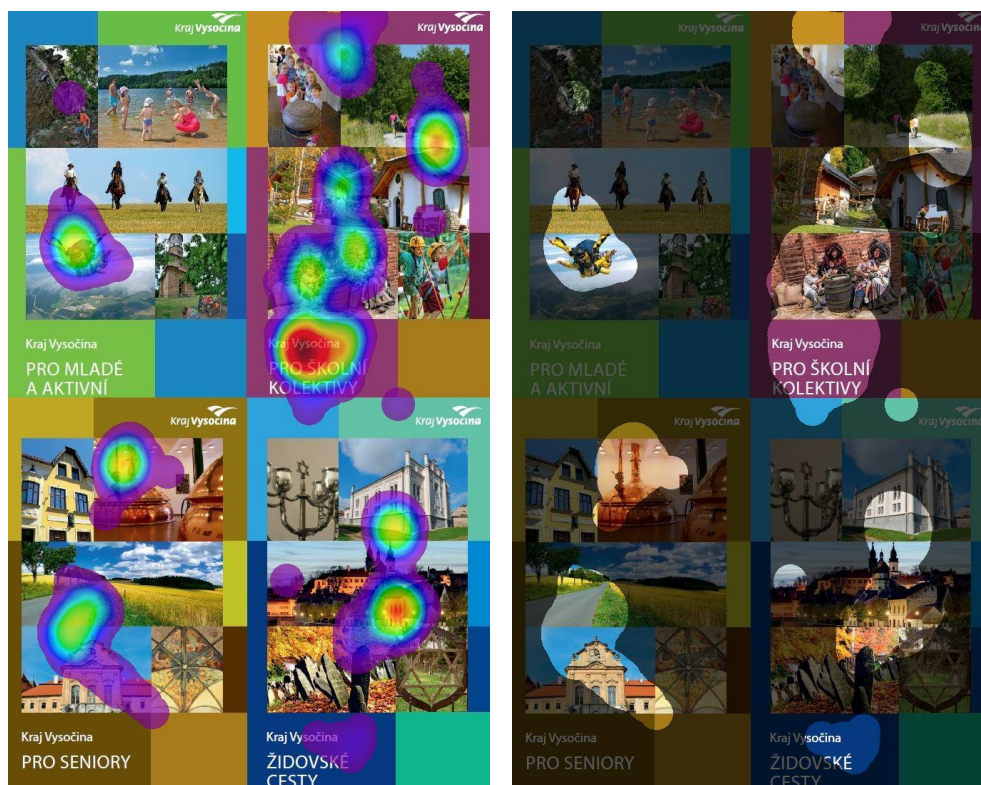 Kraj Vysočina
Kraj Vysočina
Kraj Vysočina
PRO MLADÉ
A AKTIVNÍ
Kraj Vysočina
PRO ŠKOLNÍ
KOLEKTIVY
Kraj Vysočina
Kraj Vysočina
Kraj Vysočina
PRO SENIORY
Kraj Vysočina
ŽIDOVSKÉ
CESTY
Kraj Vysočina
Kraj Vysočina
Kraj Vysočina
PRO MLADÉ
A AKTIVNÍ
Kraj Vysočina
PRO ŠKOLNÍ
KOLEKTIVY
Kraj Vysočina
Kraj Vysočina
Kraj Vysočina
PRO SENIORY
Kraj Vysočina
ŽIDOVSKÉ
CESTY